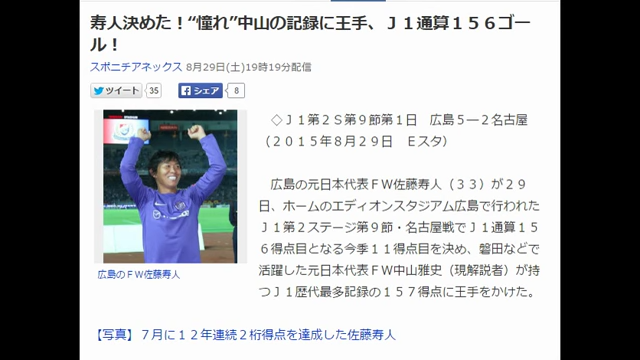 寿人決めた！“憧れ”中山の記録に王手、Ｊ１通算１５６ゴー
ル！
スポニチアネックス 8月29日(土)19時19分配信
ツイート 35 シェア 8
◇Ｊ１第２Ｓ第９節第１日　広島５―２名古屋
（２０１５年８月２９日　Ｅスタ）
広島の元日本代表ＦＷ佐藤寿人（３３）が２９
日、ホームのエディオンスタジアム広島で行われた
Ｊ１第２ステージ第９節・名古屋戦でＪ１通算１５
６得点目となる今季１１得点目を決め、磐田などで
活躍した元日本代表ＦＷ中山雅史（現解説者）が持
つＪ１歴代最多記録の１５７得点に王手をかけた。
広島のＦＷ佐藤寿人
【写真】７月に１２年連続２桁得点を達成した佐藤寿人